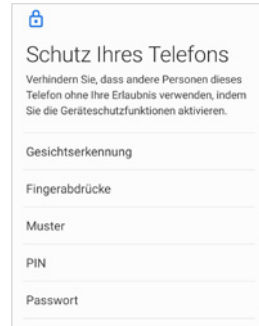 Schutz Ihres Telefons
Verhindern Sie, dass andere Personen dieses
Telefon ohne Ihre Erlaubnis verwenden, indem
Sie die Geräteschutzfunktionen aktivieren.
Gesichtserkennung
Fingerabdrücke
Muster
PIN
Passwort